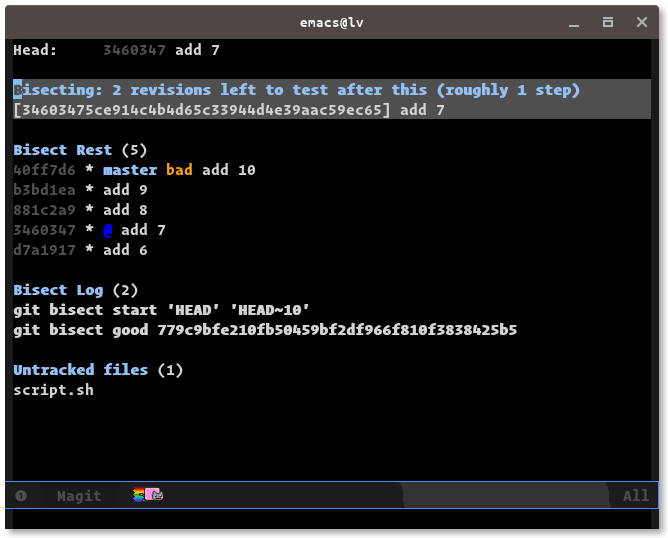 emacs@lv
Head: 3460347 add 7
Bisecting: 2 revisions left to test after this (roughly 1 step)
[34603475ce914c4b4d65c33944d4e39aac59ec65] add 7
Bisect Rest (5)
40ff7d6 * master bad add 10
b3bd1ea * add 9
881c2a9 * add 8
3460347 * @ add 7
d7a1917 * add 6
Bisect Log (2)
git bisect start 'HEAD' 'HEAD~10'
git bisect good 779c9bfe210fb50459bf2df966f810f3838425b5
Untracked files (1)
script.sh
Magit All